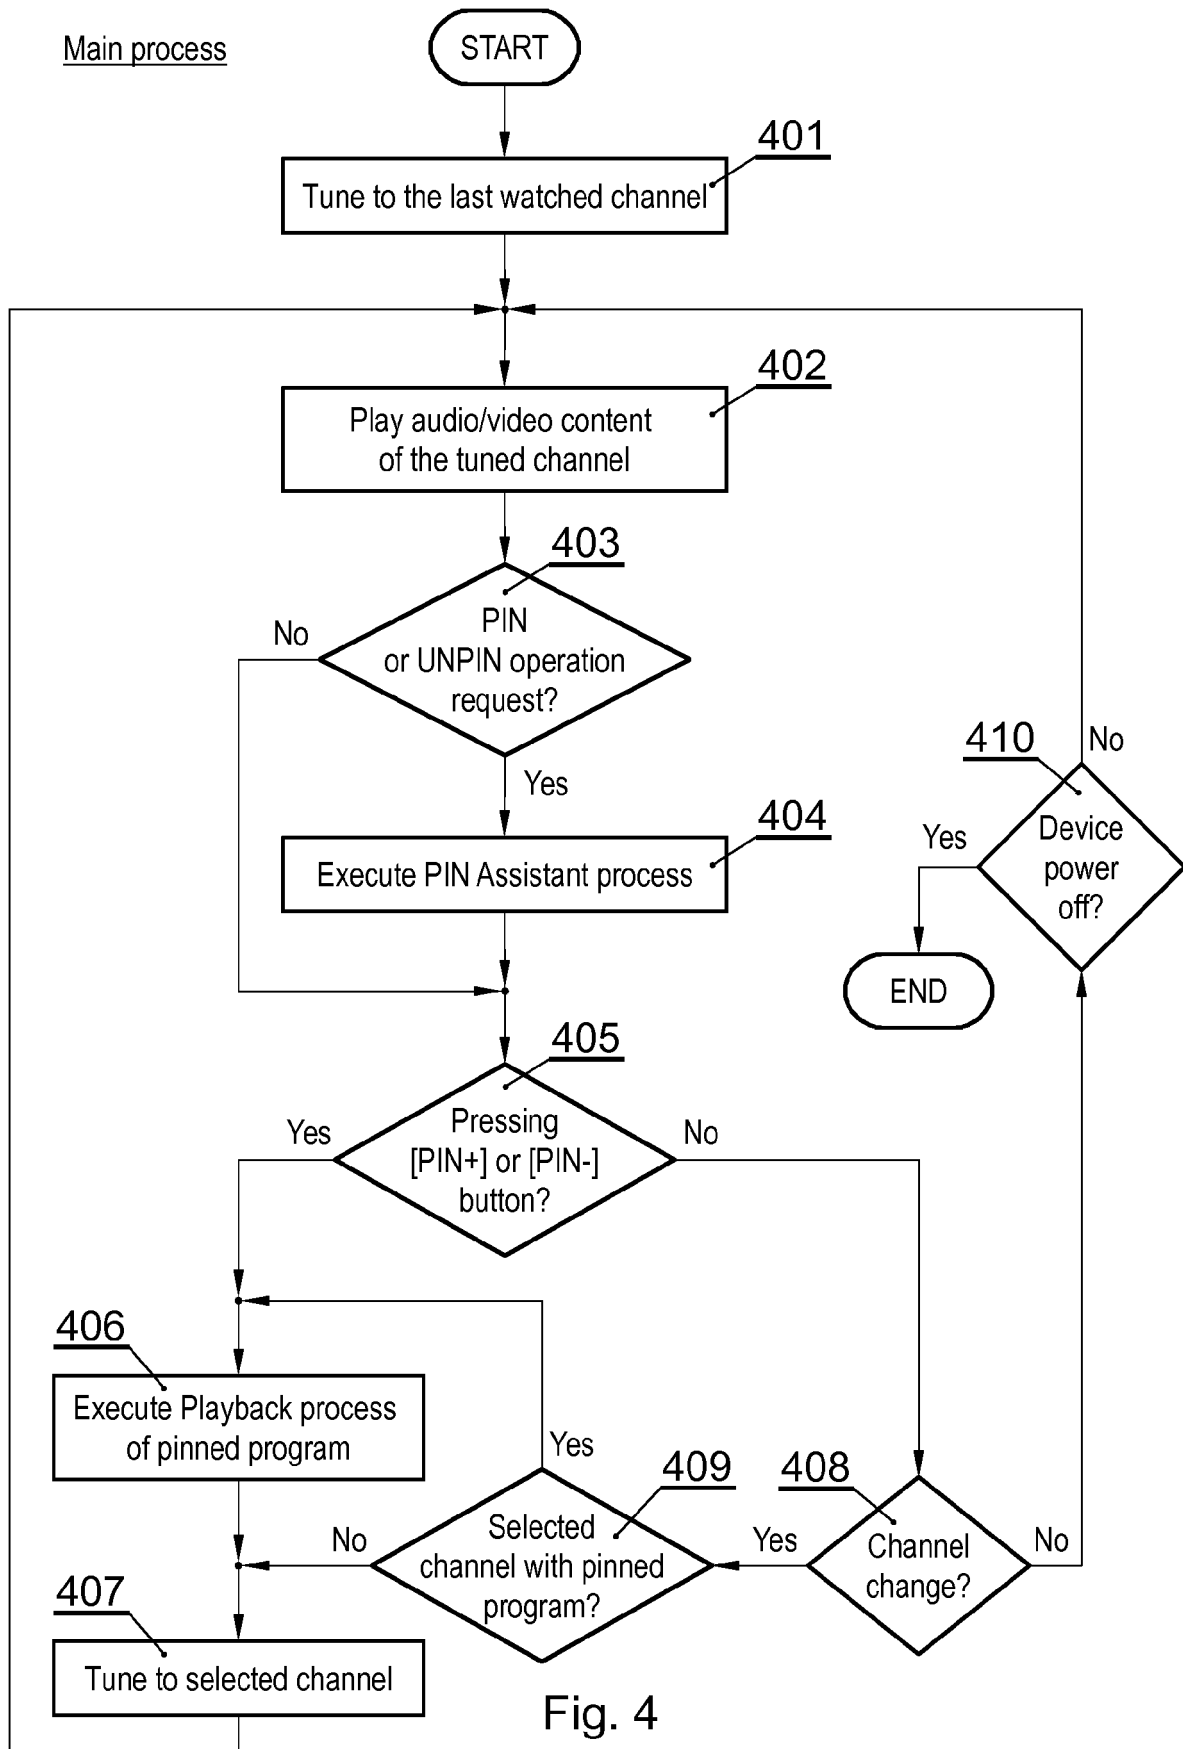 Main process
START
401
Tune to the last watched channel
402
Play audio/video content
of the tuned channel
403
PIN
or UNPIN operation
request?
No
Yes
404
Execute PIN Assistant process
410
No
Device
power
off?
Yes
END
405
Pressing
[PIN+] or [PIN-]
button?
Yes
No
406
Execute Playback process
of pinned program
409
Yes
Selected
channel with pinned
program?
No
408
Yes
Channel
change?
No
407
Tune to selected channel
Fig. 4